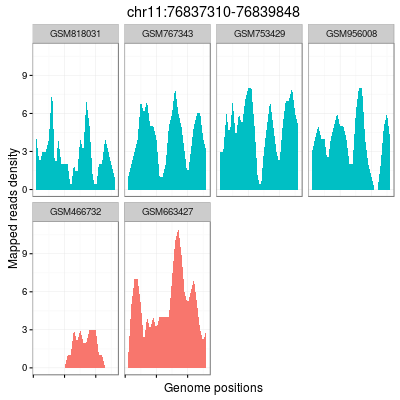 chr11:76837310-76839848
GSM818031 GSM767343 GSM753429 GSM956008
9
6
3
0
GSM466732 GSM663427
9
6
3
0
Mapped reads density
Genome positions